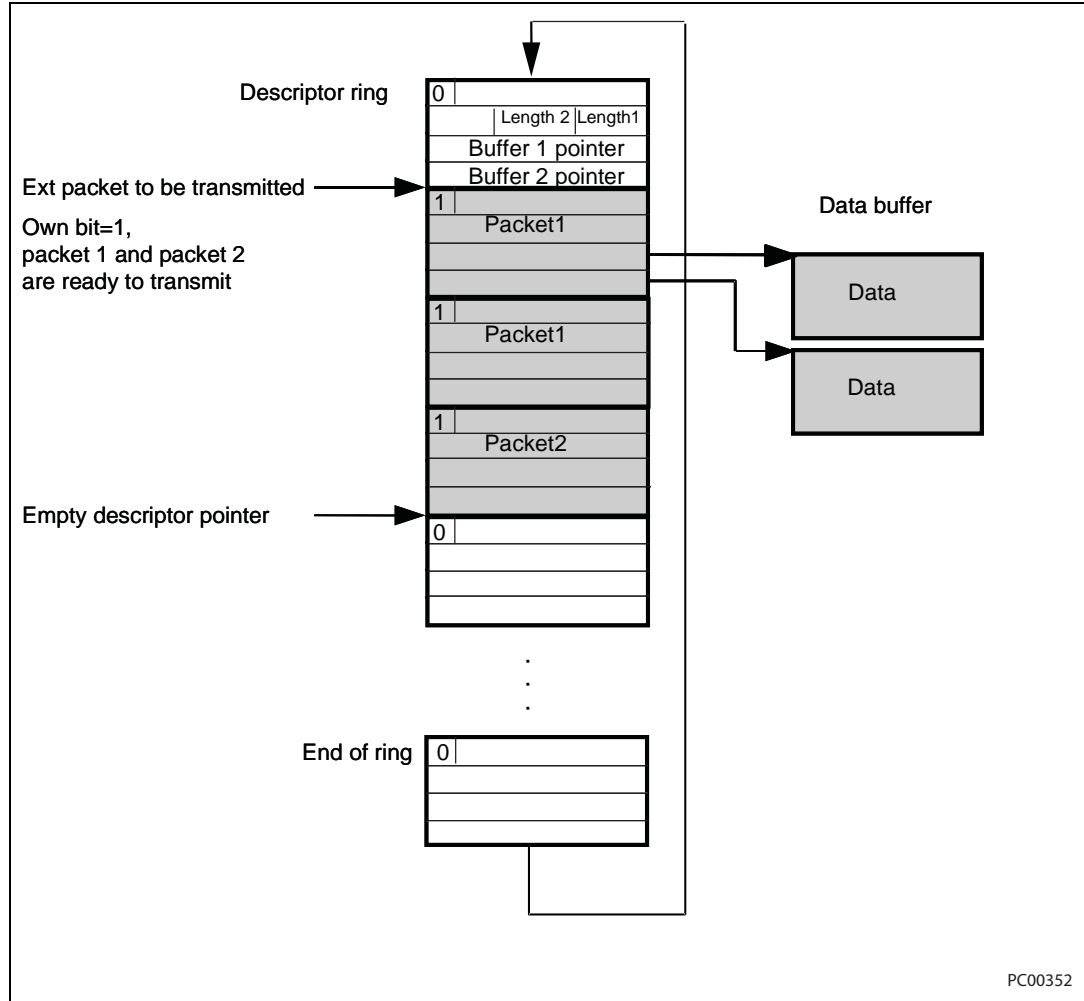 Descriptor ring
0
Length 2 Length1
Buffer 1 pointer
Buffer 2 pointer
Ext packet to be transmitted
Own bit=1,
packet 1 and packet 2
are ready to transmit
1
Packet1
Data buffer
Data
Data
1
Packet1
1
Packet2
Empty descriptor pointer
0
.
.
.
End of ring
0
PC00352